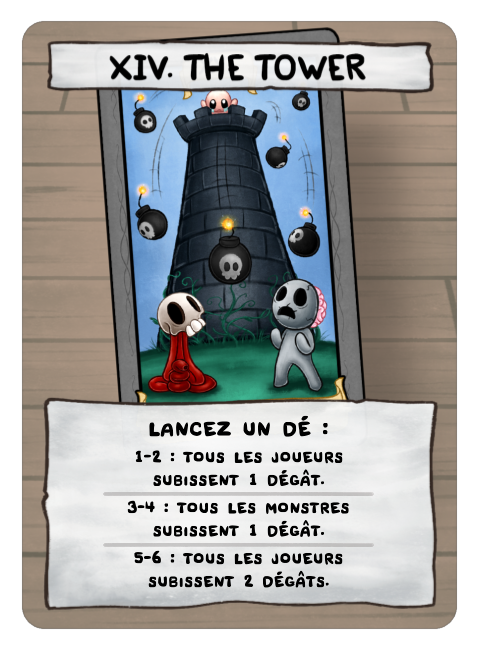 XIV. THE TOWER
LANCEZ UN DÉ :
1-2 : TOUS LES JOUEURS
SUBISSENT 1 DÉGÂT.
3-4 : TOUS LES MONSTRES
SUBISSENT 1 DÉGÂT.
5-6 : TOUS LES JOUEURS
SUBISSENT 2 DÉGÂTS.